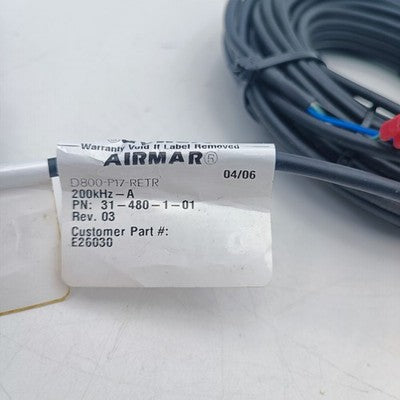 Warranty Void If Label Removed
AIRMAR®
04/06
D800-P17-RETR
200kHz-A
PN: 31-480-1-01
Rev. 03
Customer Part #:
E26030